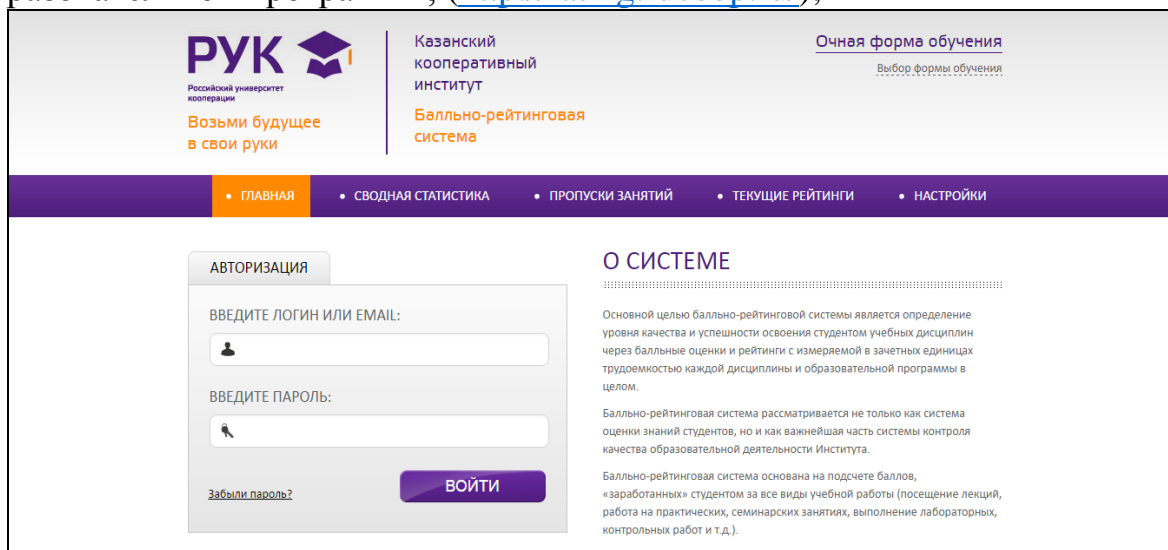 РУК
Российский университет
кооперации
Возьми будущее
в свои руки
Казанский
кооперативный
институт
Балльно-рейтинговая
система
Очная форма обучения
Выбор формы обучения
• ГЛАВНАЯ • СВОДНАЯ СТАТИСТИКА • ПРОПУСКИ ЗАНЯТИЙ • ТЕКУЩИЕ РЕЙТИНГИ • НАСТРОЙКИ
АВТОРИЗАЦИЯ
ВВЕДИТЕ ЛОГИН ИЛИ EMAIL:
ВВЕДИТЕ ПАРОЛЬ:
Забыли пароль?
ВОЙТИ
О СИСТЕМЕ
Основной целью балльно-рейтинговой системы является определение
уровня качества и успешности освоения студентом учебных дисциплин
через балльные оценки и рейтинги с измеряемой в зачетных единицах
трудоемкостью каждой дисциплины и образовательной программы в
целом.
Балльно-рейтинговая система рассматривается не только как система
оценки знаний студентов, но и как важнейшая часть системы контроля
качества образовательной деятельности Института.
Балльно-рейтинговая система основана на подсчете баллов,
«заработанных» студентом за все виды учебной работы (посещение лекций,
работа на практических, семинарских занятиях, выполнение лабораторных,
контрольных работ и т.д.).